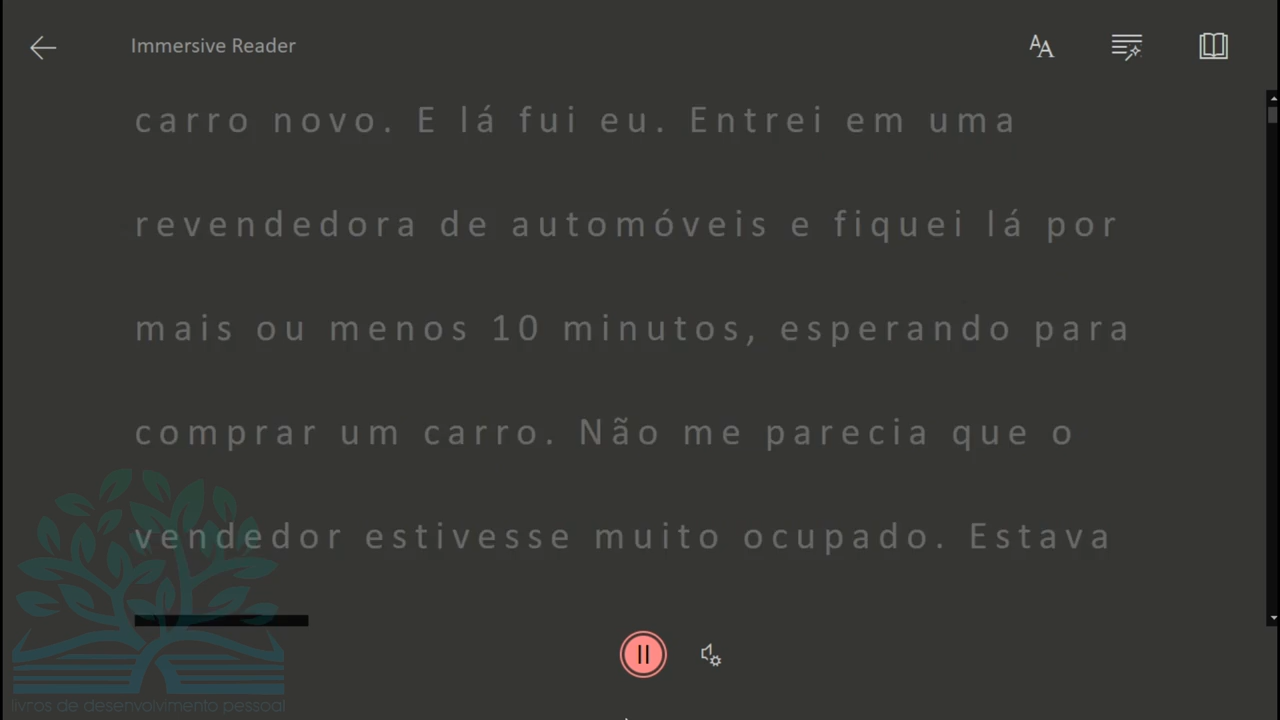 Immersive Reader
carro novo. E lá fui eu. Entrei em uma
revendedora de automóveis e fiquei lá por
mais ou menos 10 minutos, esperando para
comprar um carro. Não me parecia que o
vendedor estivesse muito ocupado. Estava
livros de desenvolvimento pessoal